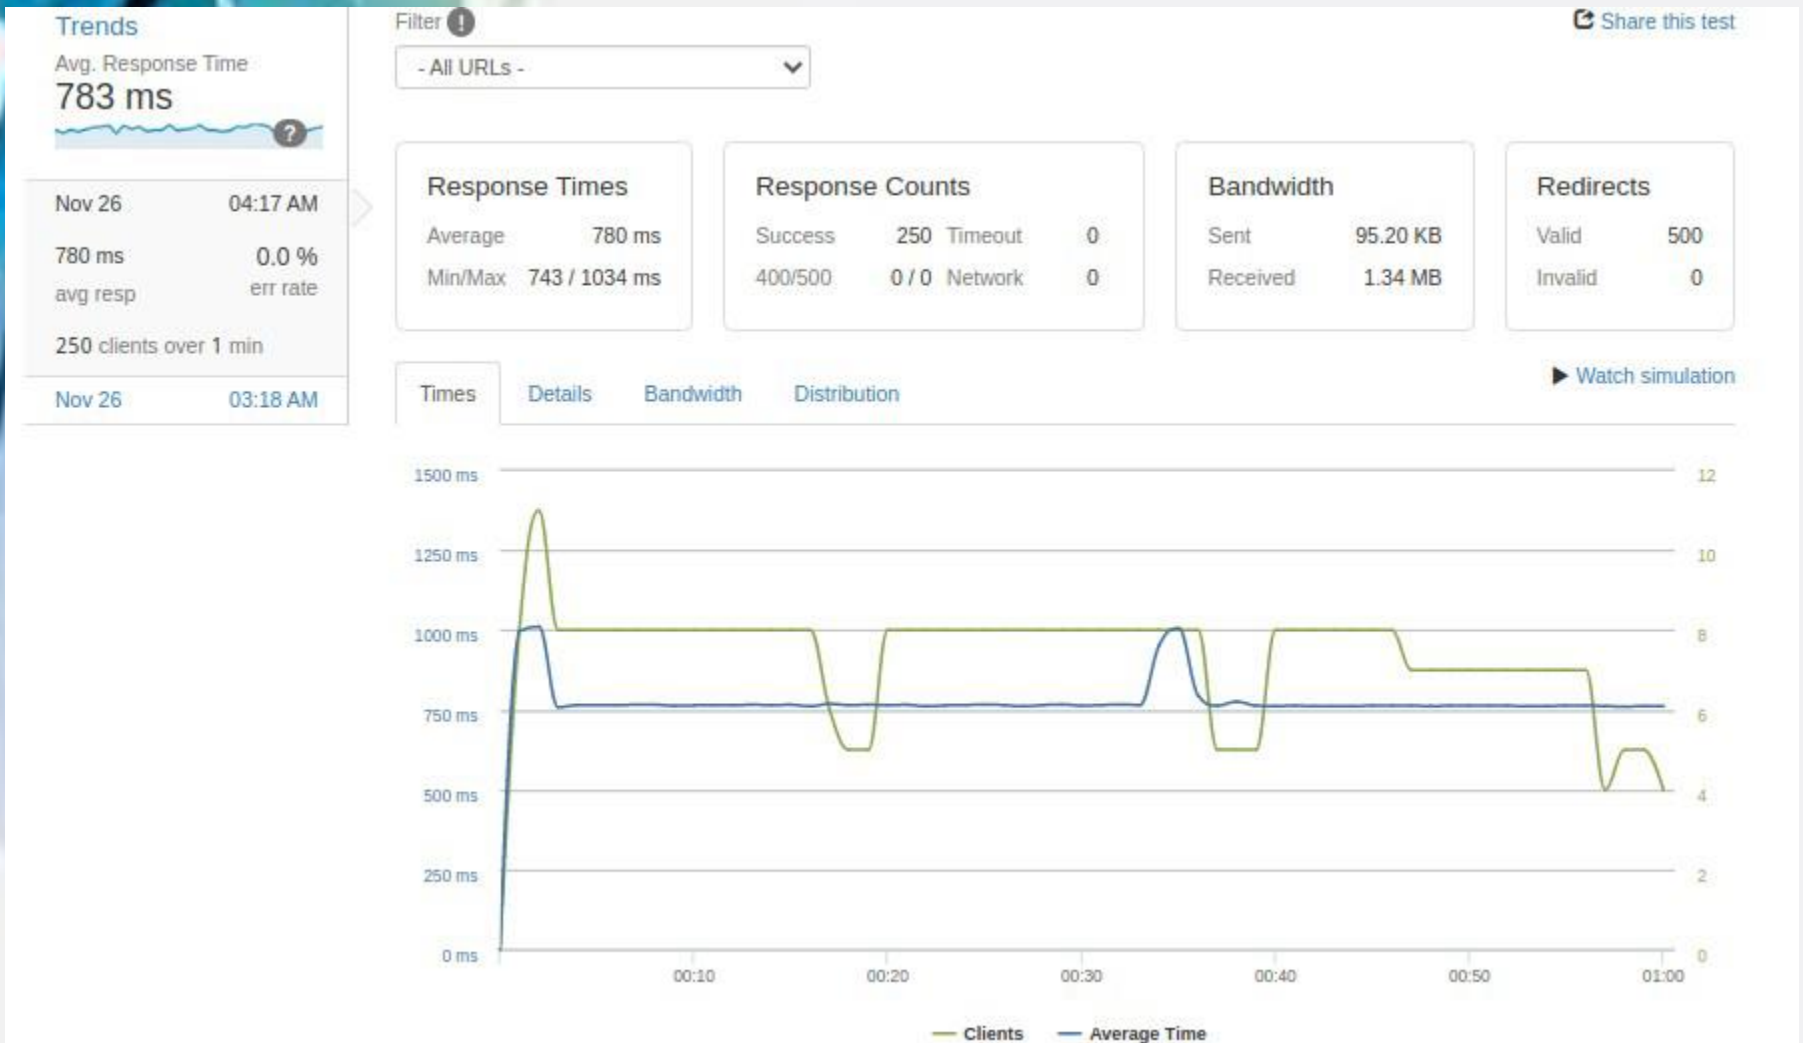 Trends
Avg. Response Time
783 ms
?
Nov 26 04:17 AM
780 ms 0.0 %
avg resp err rate
250 clients over 1 min
Nov 26 03:18 AM
Filter !
- All URLs -
Share this test
Response Times
Average 780 ms
Min/Max 743 / 1034 ms
Response Counts
Success 250 Timeout 0
400/500 0 / 0 Network 0
Bandwidth
Sent 95.20 KB
Received 1.34 MB
Redirects
Valid 500
Invalid 0
Times Details Bandwidth Distribution
Watch simulation
1500 ms 12
1250 ms 10
1000 ms 8
750 ms 6
500 ms 4
250 ms 2
0 ms 0
00:10 00:20 00:30 00:40 00:50 01:00
Clients Average Time